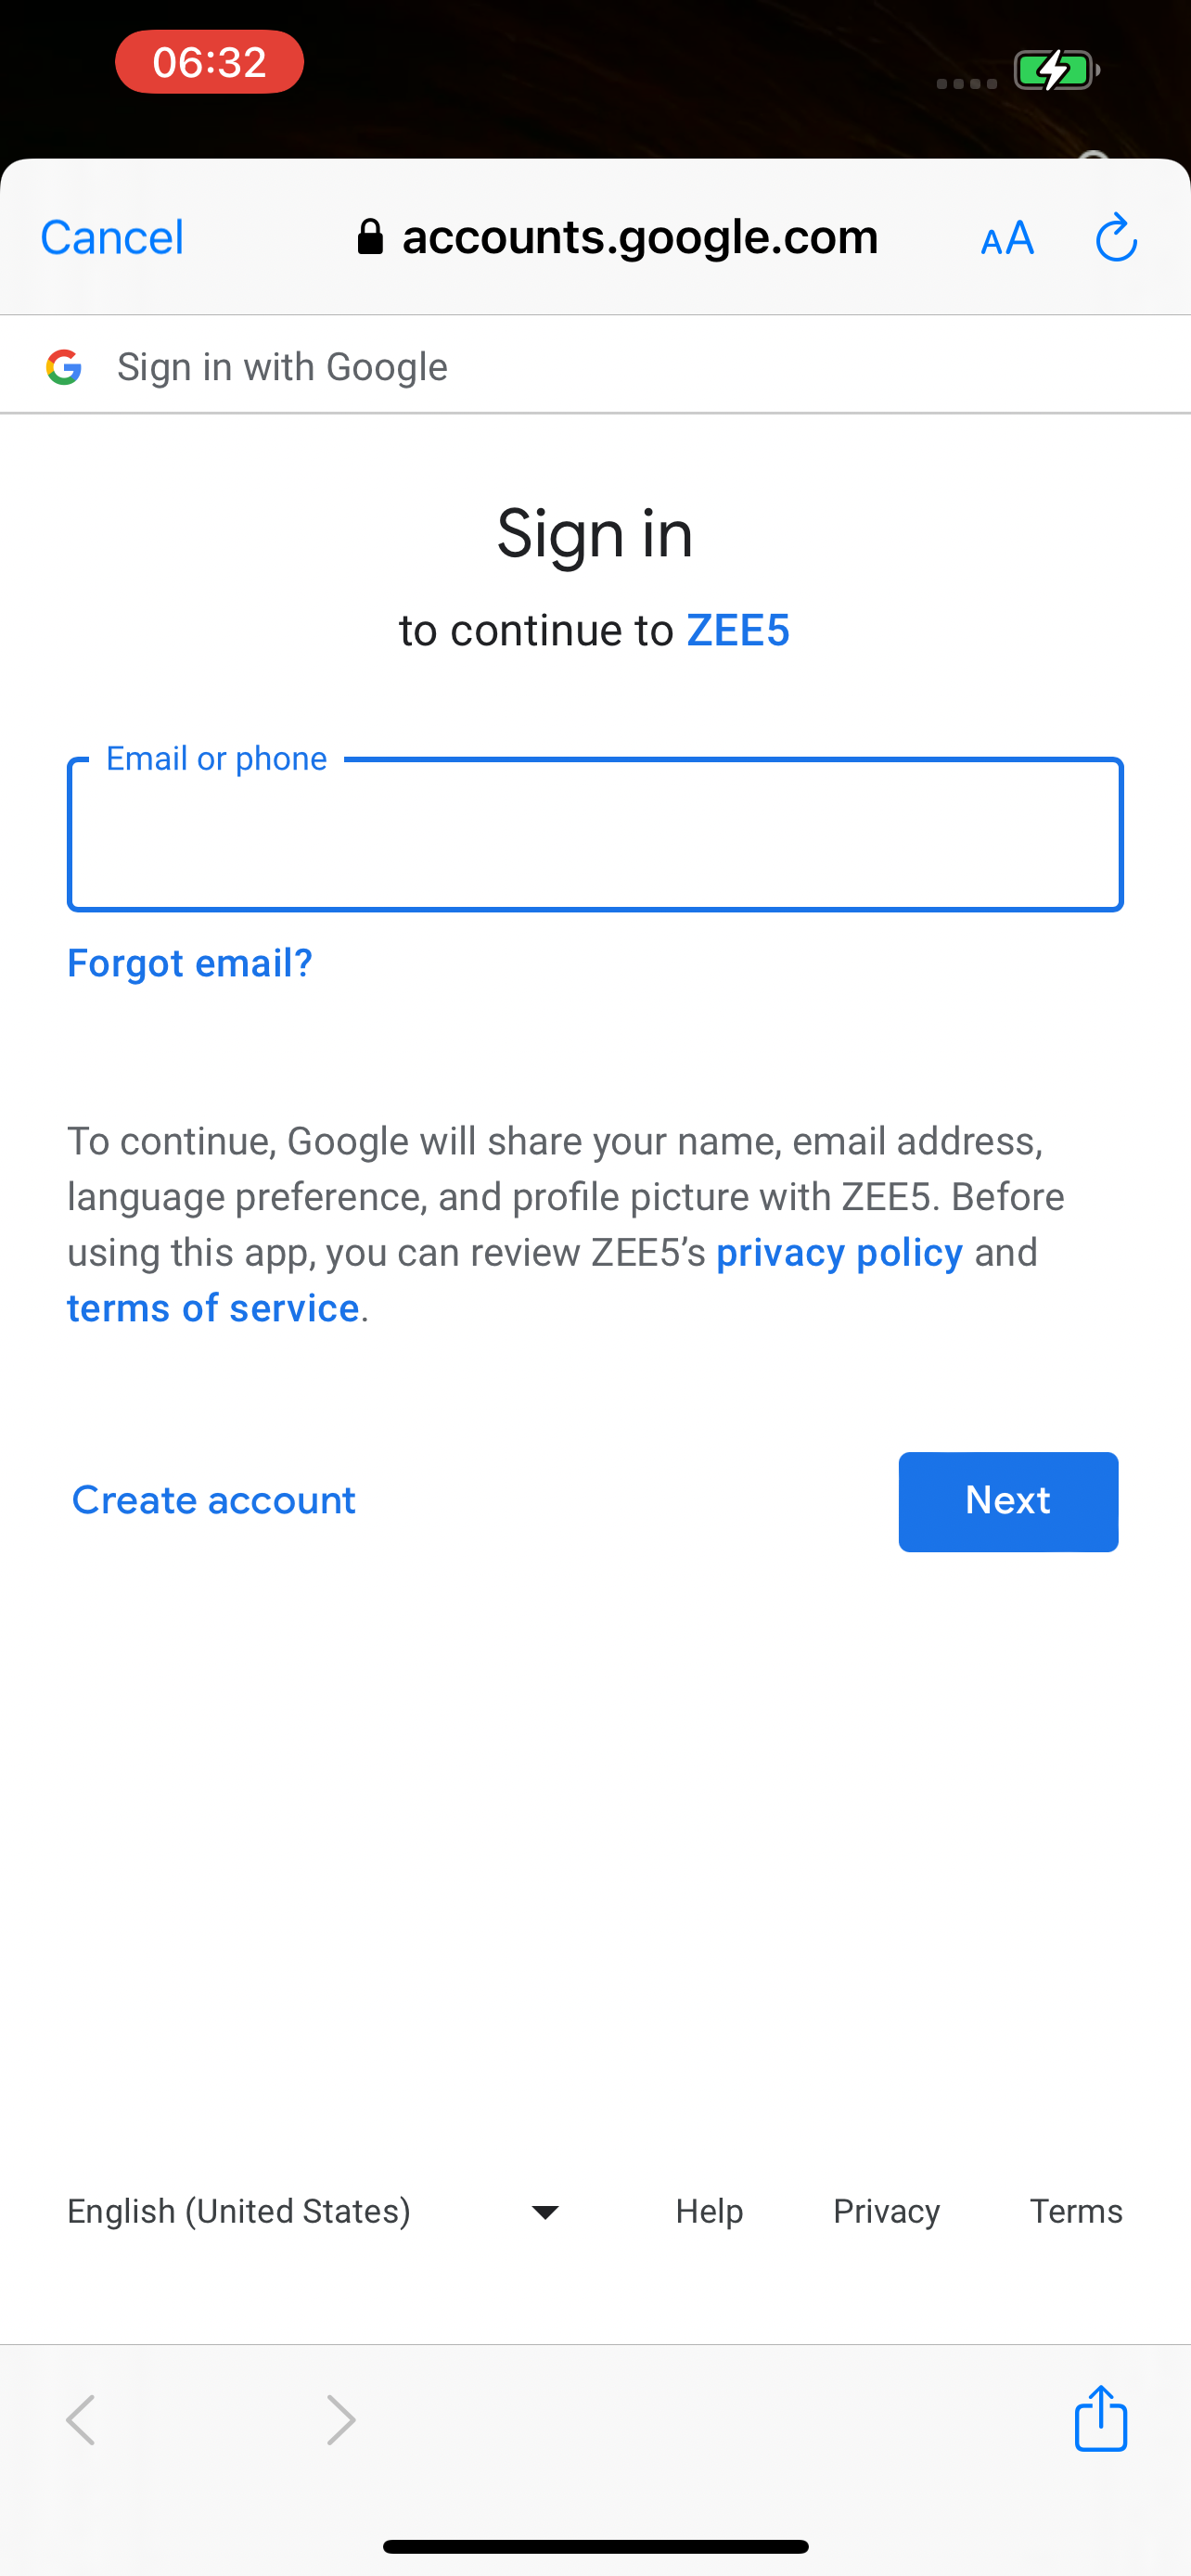 06:32
Cancel
accounts.google.com
AA
Sign in with Google
Sign in
to continue to ZEE5
Email or phone
Forgot email?
To continue, Google will share your name, email address,
language preference, and profile picture with ZEE5. Before
using this app, you can review ZEE5’s privacy policy and
terms of service.
Create account
Next
English (United States)
Help
Privacy
Terms